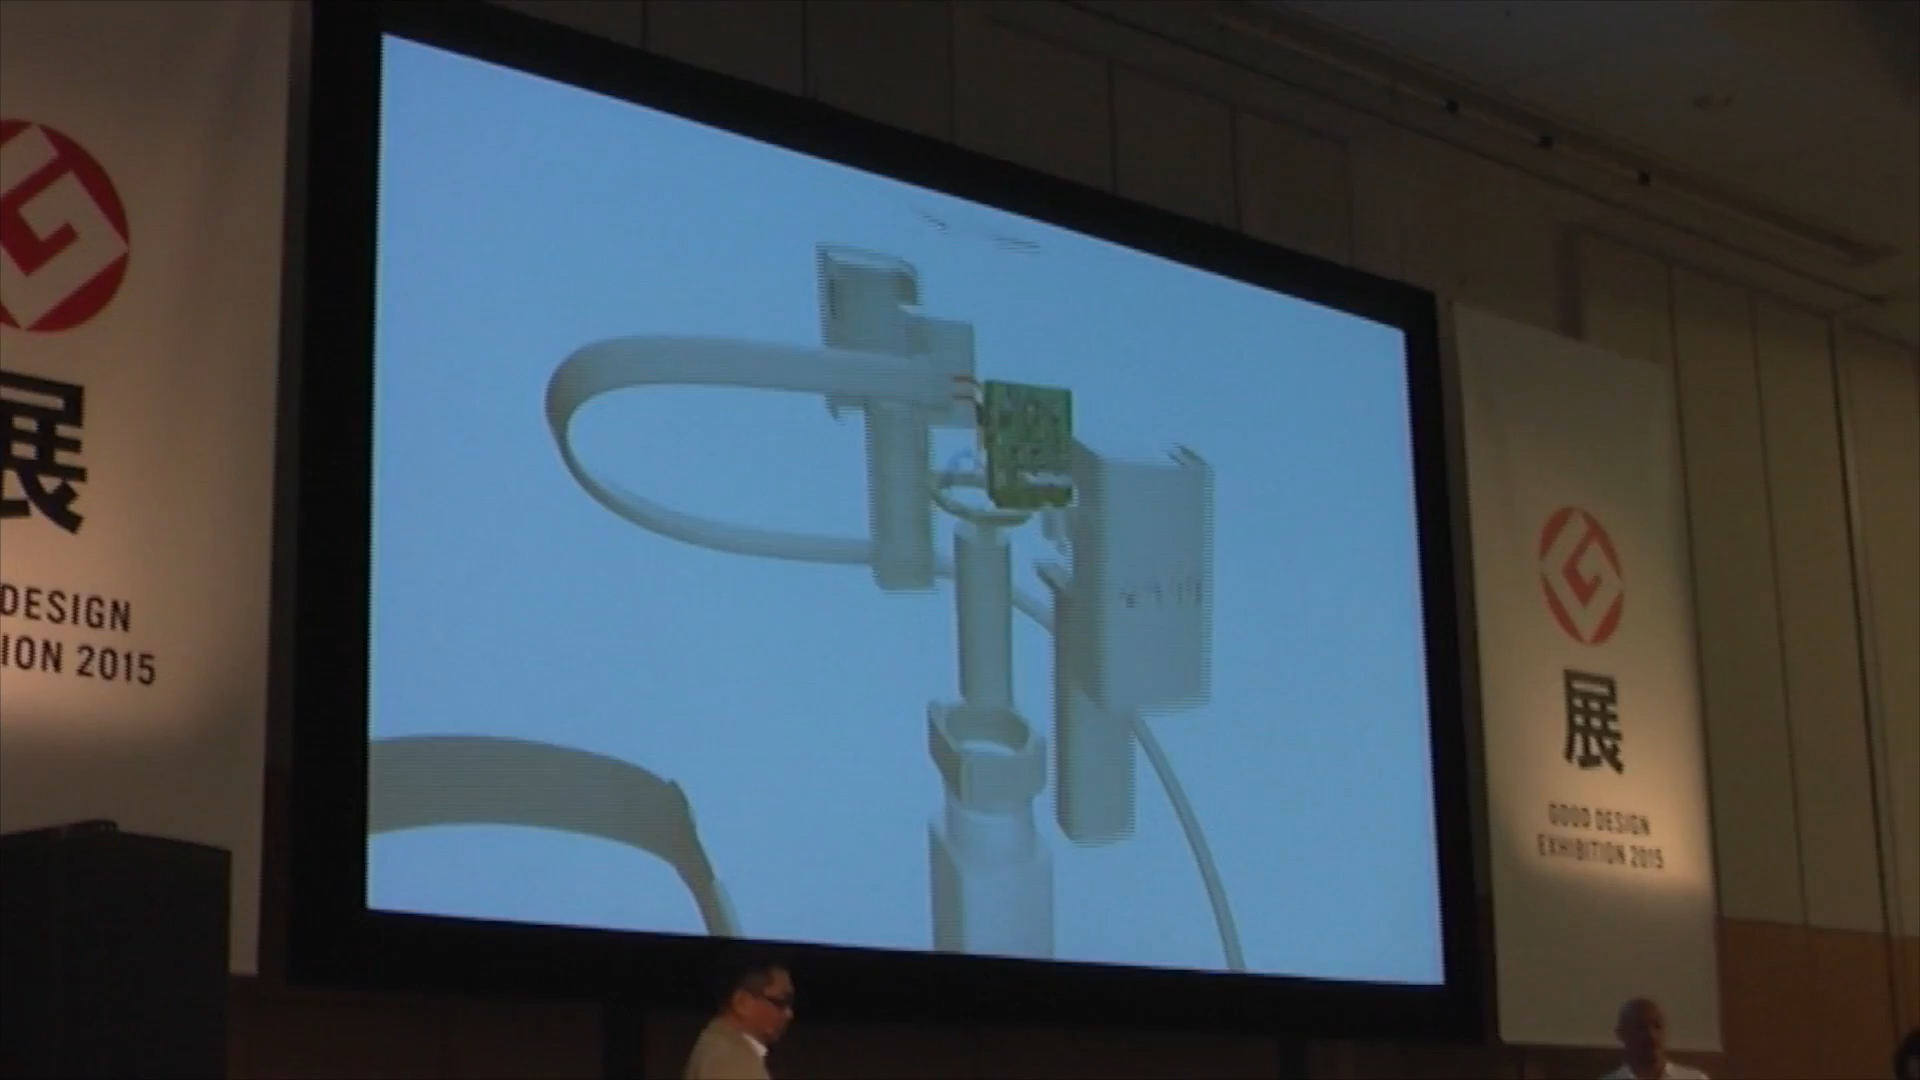 展
DESIGN
ION 2015
展
GOOD DESIGN
EXHIBITION 2015